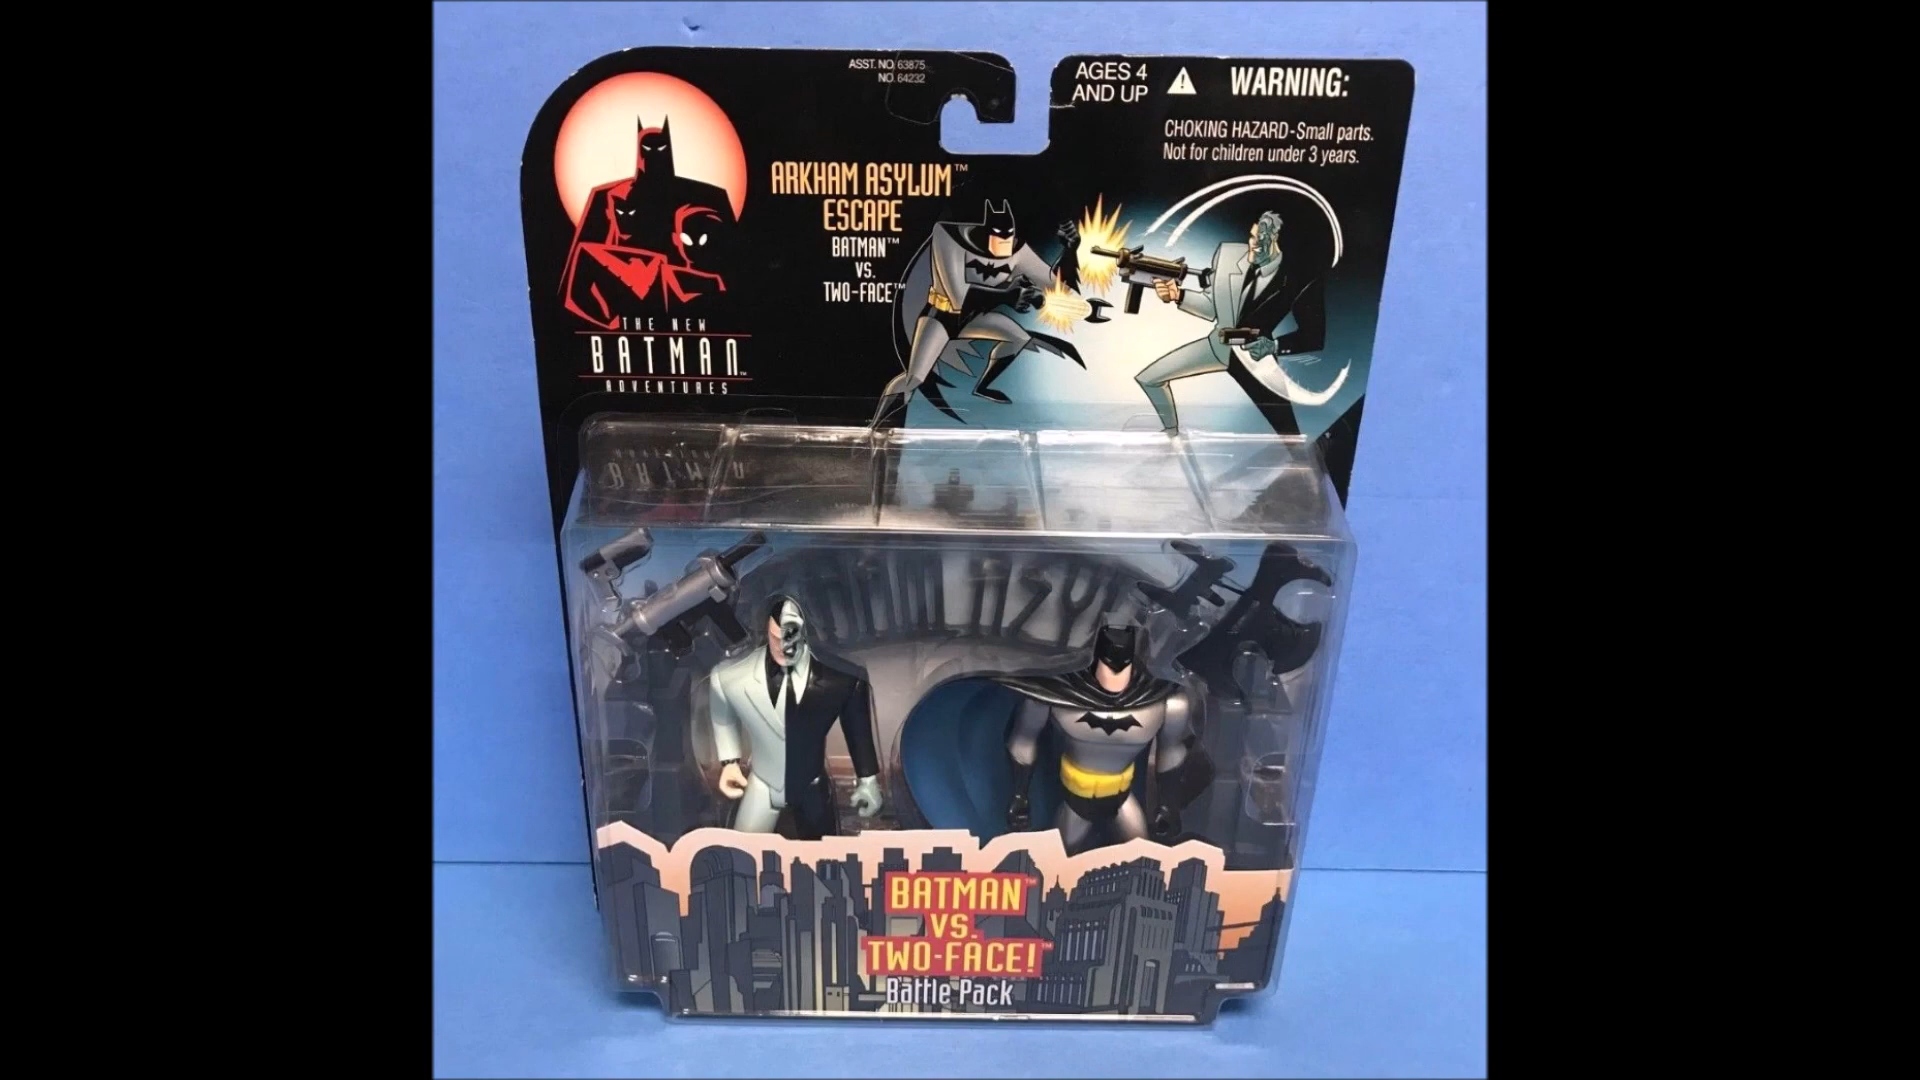 ASST. NO. 63875
NO. 64232
AGES 4
AND UP
WARNING:
CHOKING HAZARD-Small parts.
Not for children under 3 years.
ARKHAM ASYLUM™
ESCAPE
BATMAN™
VS.
TWO-FACE™
THE NEW
BATMAN™
ADVENTURES
BATMAN™
VS.
TWO-FACE!™
Battle Pack